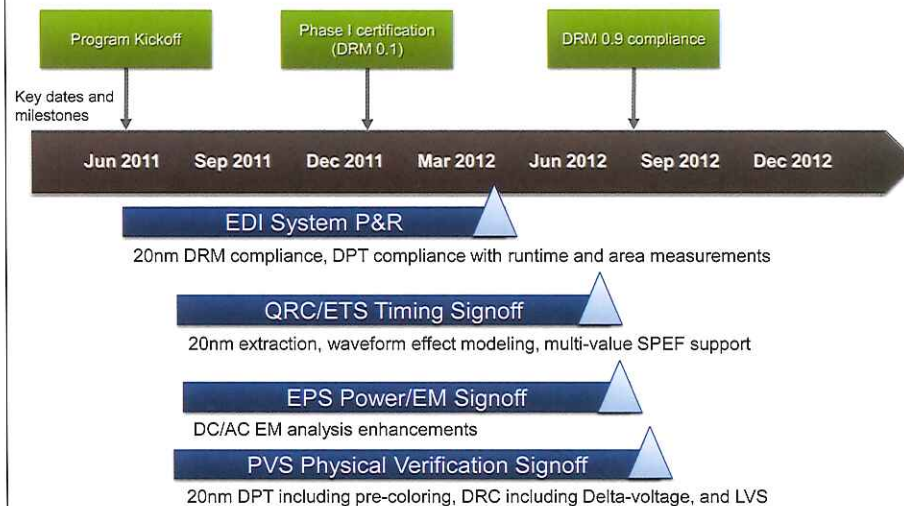 Program Kickoff
Phase I certification
(DRM 0.1)
DRM 0.9 compliance
Key dates and
milestones
Jun 2011 Sep 2011 Dec 2011 Mar 2012 Jun 2012 Sep 2012 Dec 2012
EDI System P&R
20nm DRM compliance, DPT compliance with runtime and area measurements
QRC/ETS Timing Signoff
20nm extraction, waveform effect modeling, multi-value SPEF support
EPS Power/EM Signoff
DC/AC EM analysis enhancements
PVS Physical Verification Signoff
20nm DPT including pre-coloring, DRC including Delta-voltage, and LVS